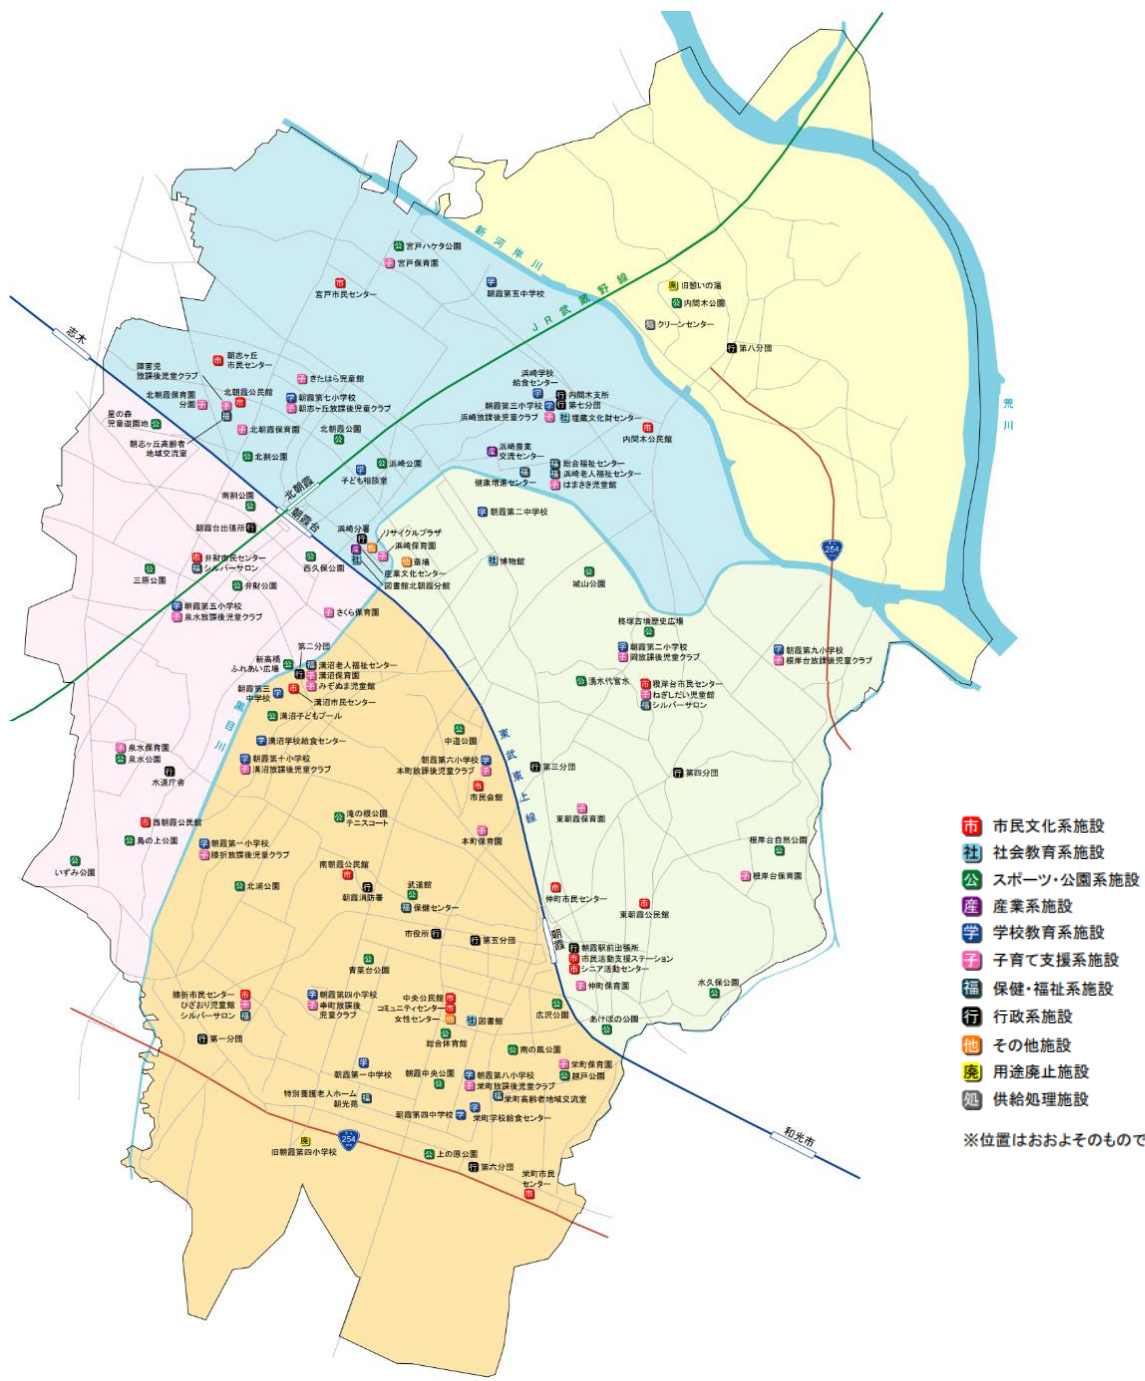 新河岸川
JR武蔵野線
荒川
志木
宮戸ハケタ公園
宮戸保育園
宮戸市民センター
朝霞第五中学校
旧憩いの湯
内間木公園
クリーンセンター
第八分団
朝志ヶ丘
市民センター
障害児
放課後児童クラブ
きたはら児童館
北朝霞保育園
分園
北朝霞公民館
朝霞第七小学校
朝志ヶ丘放課後児童クラブ
星の森
児童遊園地
朝志ヶ丘高齢者
地域交流室
北朝霞保育園
北朝霞公園
北割公園
浜崎公園
子ども相談室
浜崎学校
給食センター
内間木支所
朝霞第三小学校
第七分団
浜崎放課後児童クラブ
埋蔵文化財センター
内間木公民館
浜崎農業
交流センター
総合福祉センター
健康増進センター
浜崎老人福祉センター
はまさき児童館
南割公園
北朝霞
朝霞台
朝霞台出張所
朝霞第二中学校
浜崎分署
リサイクルプラザ
浜崎保育園
斎場
産業文化センター
図書館北朝霞分館
博物館
城山公園
弁財市民センター
シルバーサロン
西久保公園
三原公園
弁財公園
朝霞第五小学校
泉水放課後児童クラブ
さくら保育園
254
柊塚古墳歴史広場
朝霞第二小学校
岡放課後児童クラブ
朝霞第九小学校
根岸台放課後児童クラブ
第二分団
新高橋
ふれあい広場
溝沼老人福祉センター
溝沼保育園
みぞぬま児童館
朝霞第三
中学校
溝沼市民センター
溝沼子どもプール
湧水代官水
根岸台市民センター
ねぎしだい児童館
シルバーサロン
黒目川
東武東上線
溝沼学校給食センター
中道公園
泉水保育園
泉水公園
水道庁舎
朝霞第十小学校
溝沼放課後児童クラブ
朝霞第六小学校
本町放課後児童クラブ
第三分団
第四分団
市民会館
西朝霞公民館
滝の根公園
テニスコート
東朝霞保育園
島の上公園
朝霞第一小学校
膝折放課後児童クラブ
本町保育園
いずみ公園
根岸台自然公園
根岸台保育園
南朝霞公民館
北浦公園
朝霞消防署
武道館
保健センター
仲町市民センター
東朝霞公民館
市役所
第五分団
朝霞
朝霞駅前出張所
市民活動支援ステーション
シニア活動センター
青葉台公園
仲町保育園
水久保公園
膝折市民センター
ひざおり児童館
シルバーサロン
朝霞第四小学校
幸町放課後
児童クラブ
中央公民館
コミュニティセンター
女性センター
図書館
広沢公園
あけぼの公園
第一分団
総合体育館
南の風公園
朝霞第一中学校
朝霞中央公園
朝霞第八小学校
栄町放課後児童クラブ
栄町保育園
越戸公園
特別養護老人ホーム
朝光苑
栄町高齢者地域交流室
朝霞第四中学校
栄町学校給食センター
和光市
254
旧朝霞第四小学校
上の原公園
第六分団
栄町市民
センター
市 市民文化系施設
社 社会教育系施設
公 スポーツ・公園系施設
産 産業系施設
学 学校教育系施設
子 子育て支援系施設
福 保健・福祉系施設
行 行政系施設
他 その他施設
廃 用途廃止施設
処 供給処理施設
※位置はおおよそのもので